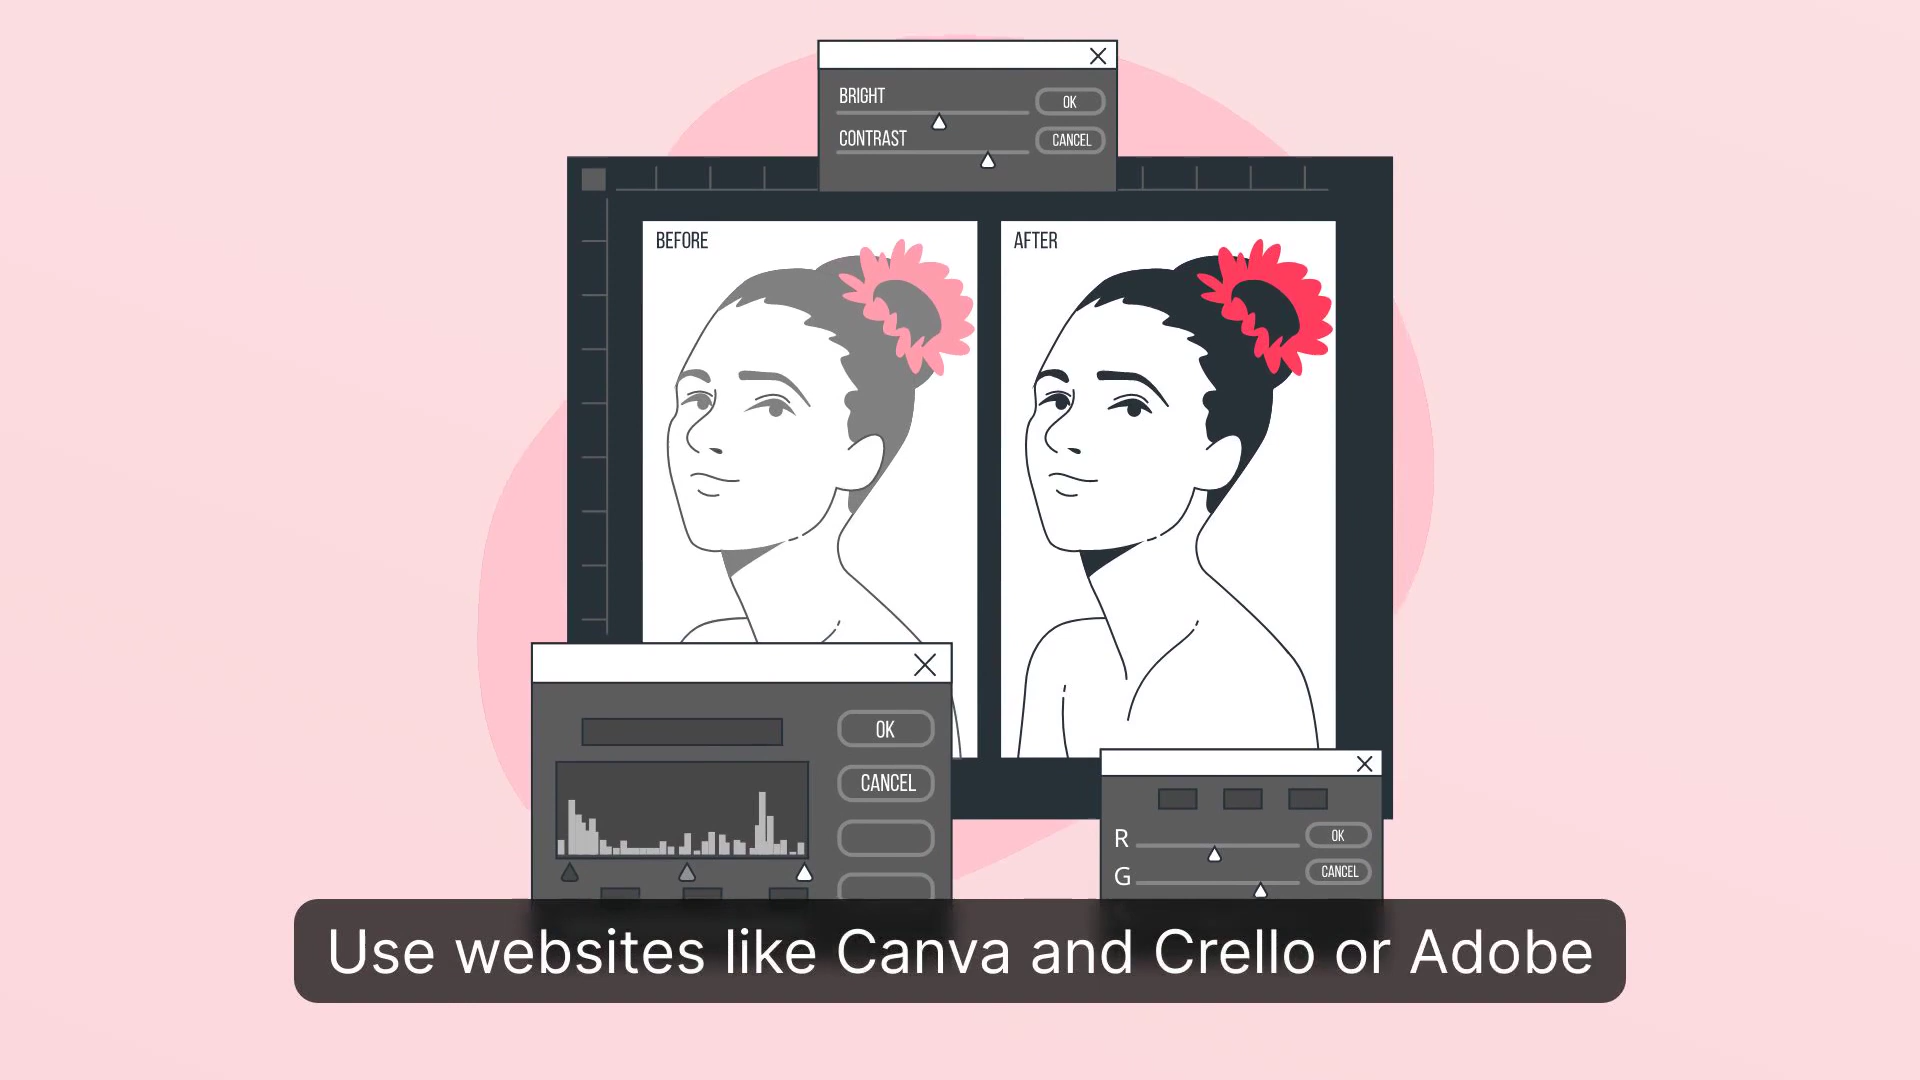 BRIGHT
OK
CONTRAST
CANCEL
BEFORE
AFTER
OK
CANCEL
R
OK
G
CANCEL
Use websites like Canva and Crello or Adobe